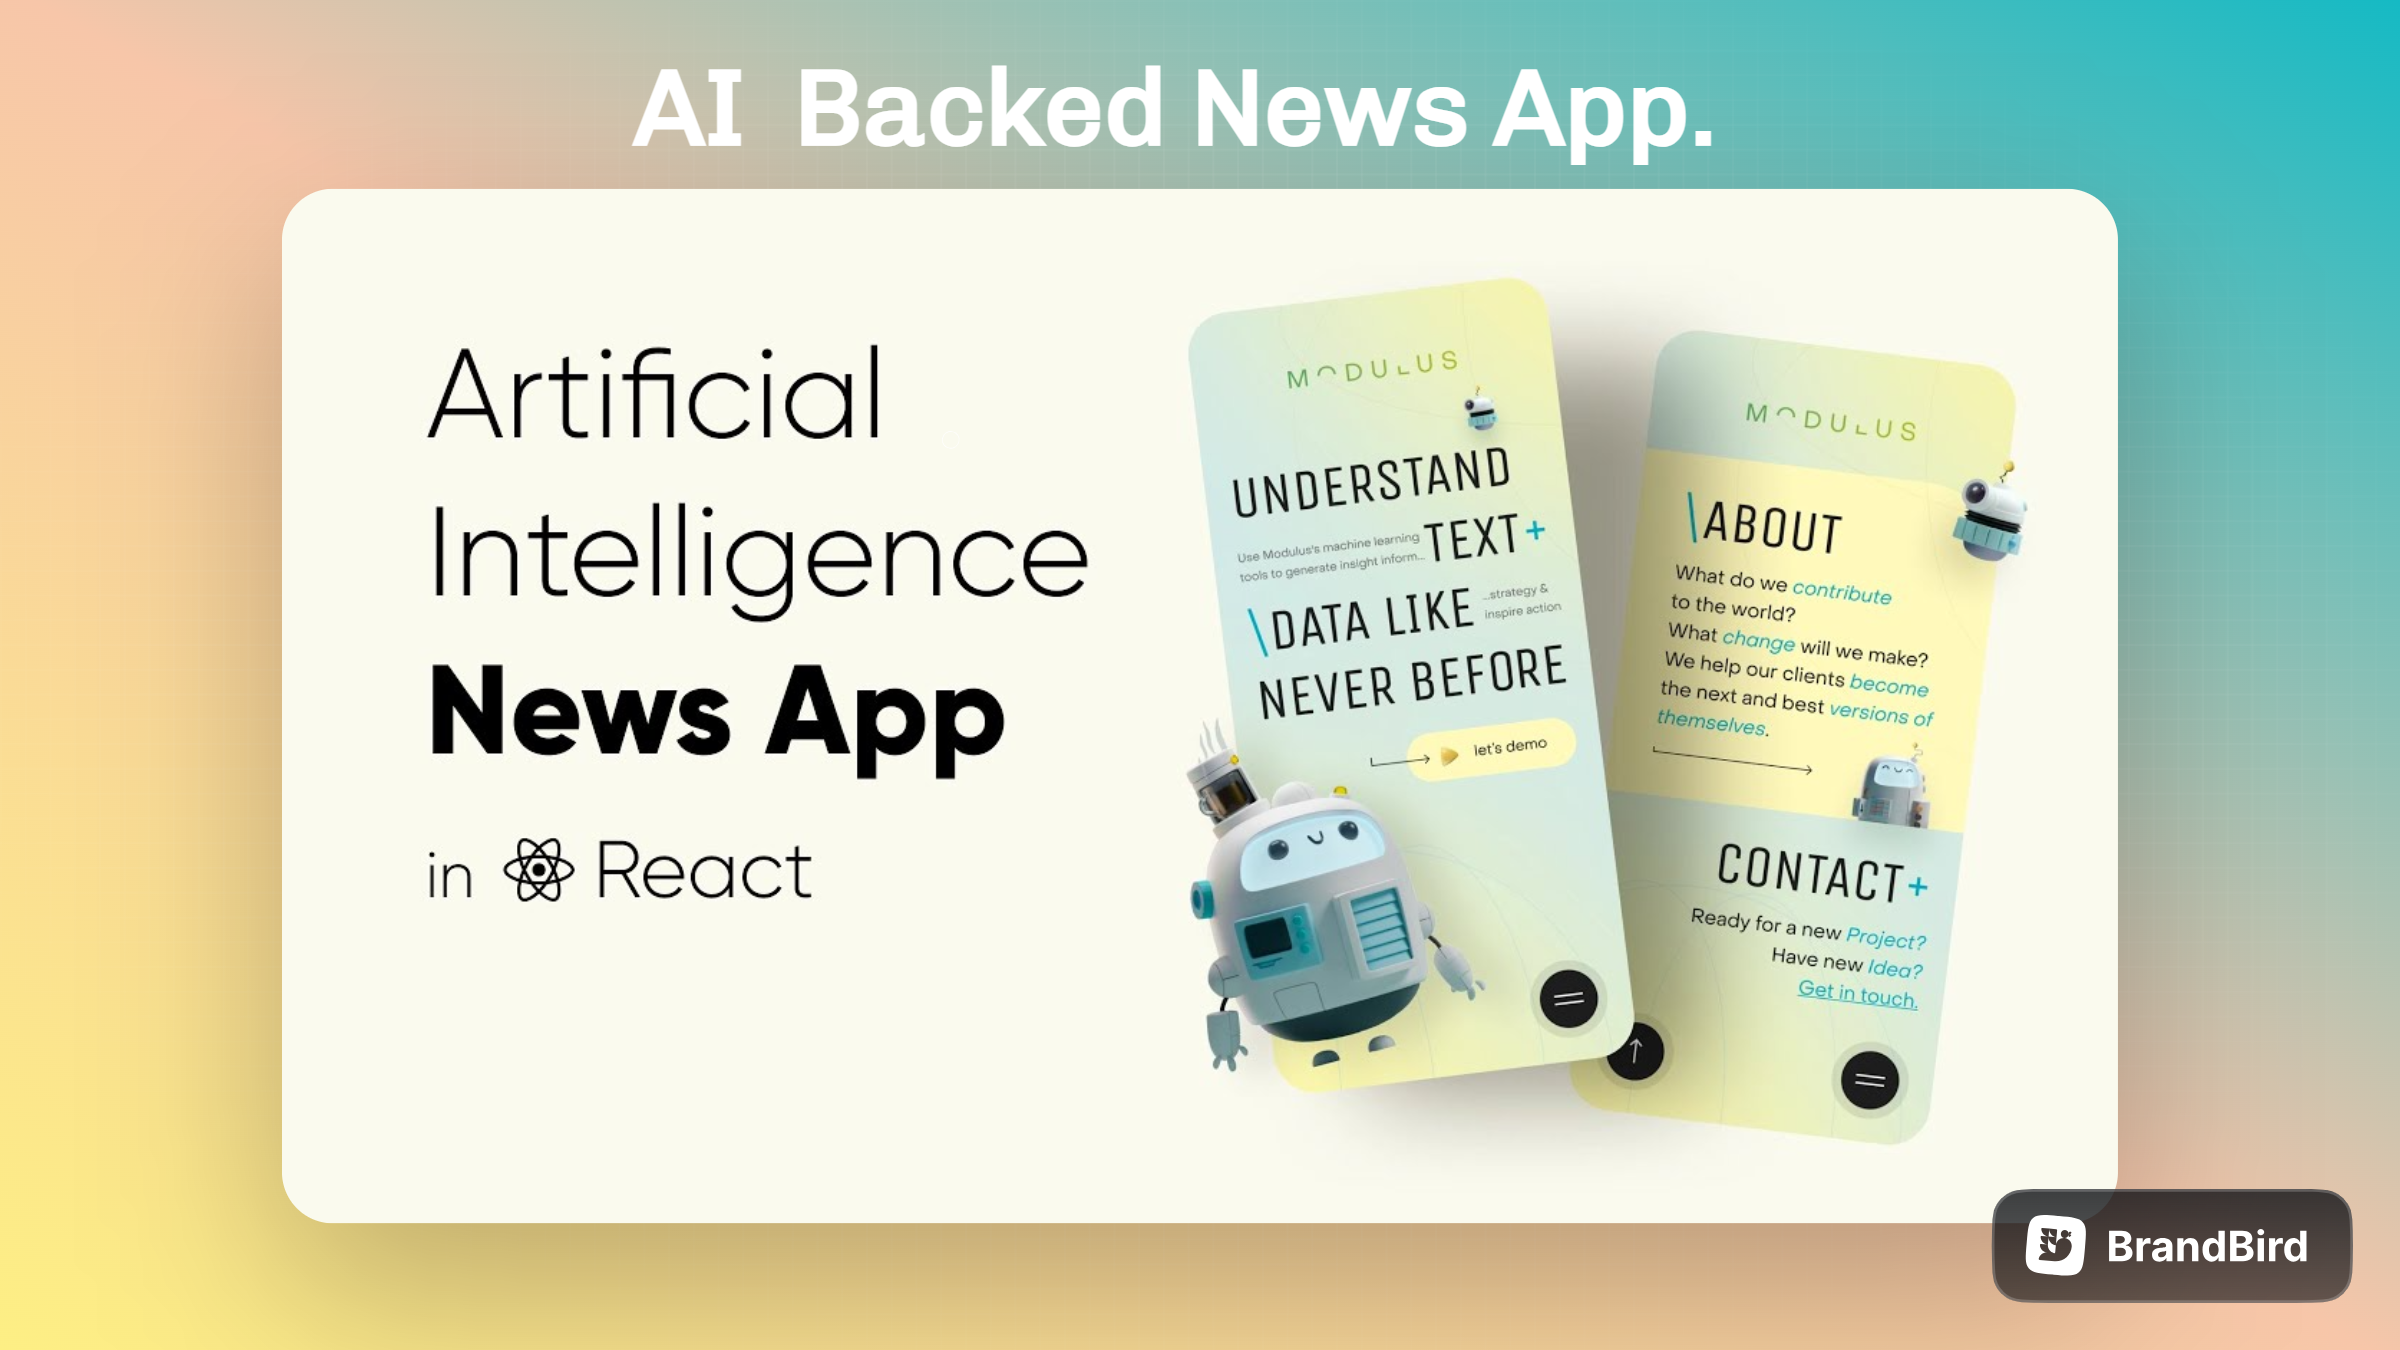 AI Backed News App.
Artificial
Intelligence
News App
in React
MODULUS
UNDERSTAND
Use Modulus's machine learning
tools to generate insight inform...
TEXT+
\DATA LIKE
...strategy &
inspire action
NEVER BEFORE
let's demo
MODULUS
\ABOUT
What do we contribute
to the world?
What change will we make?
We help our clients become
the next and best versions of
themselves.
CONTACT+
Ready for a new Project?
Have new Idea?
Get in touch.
BrandBird